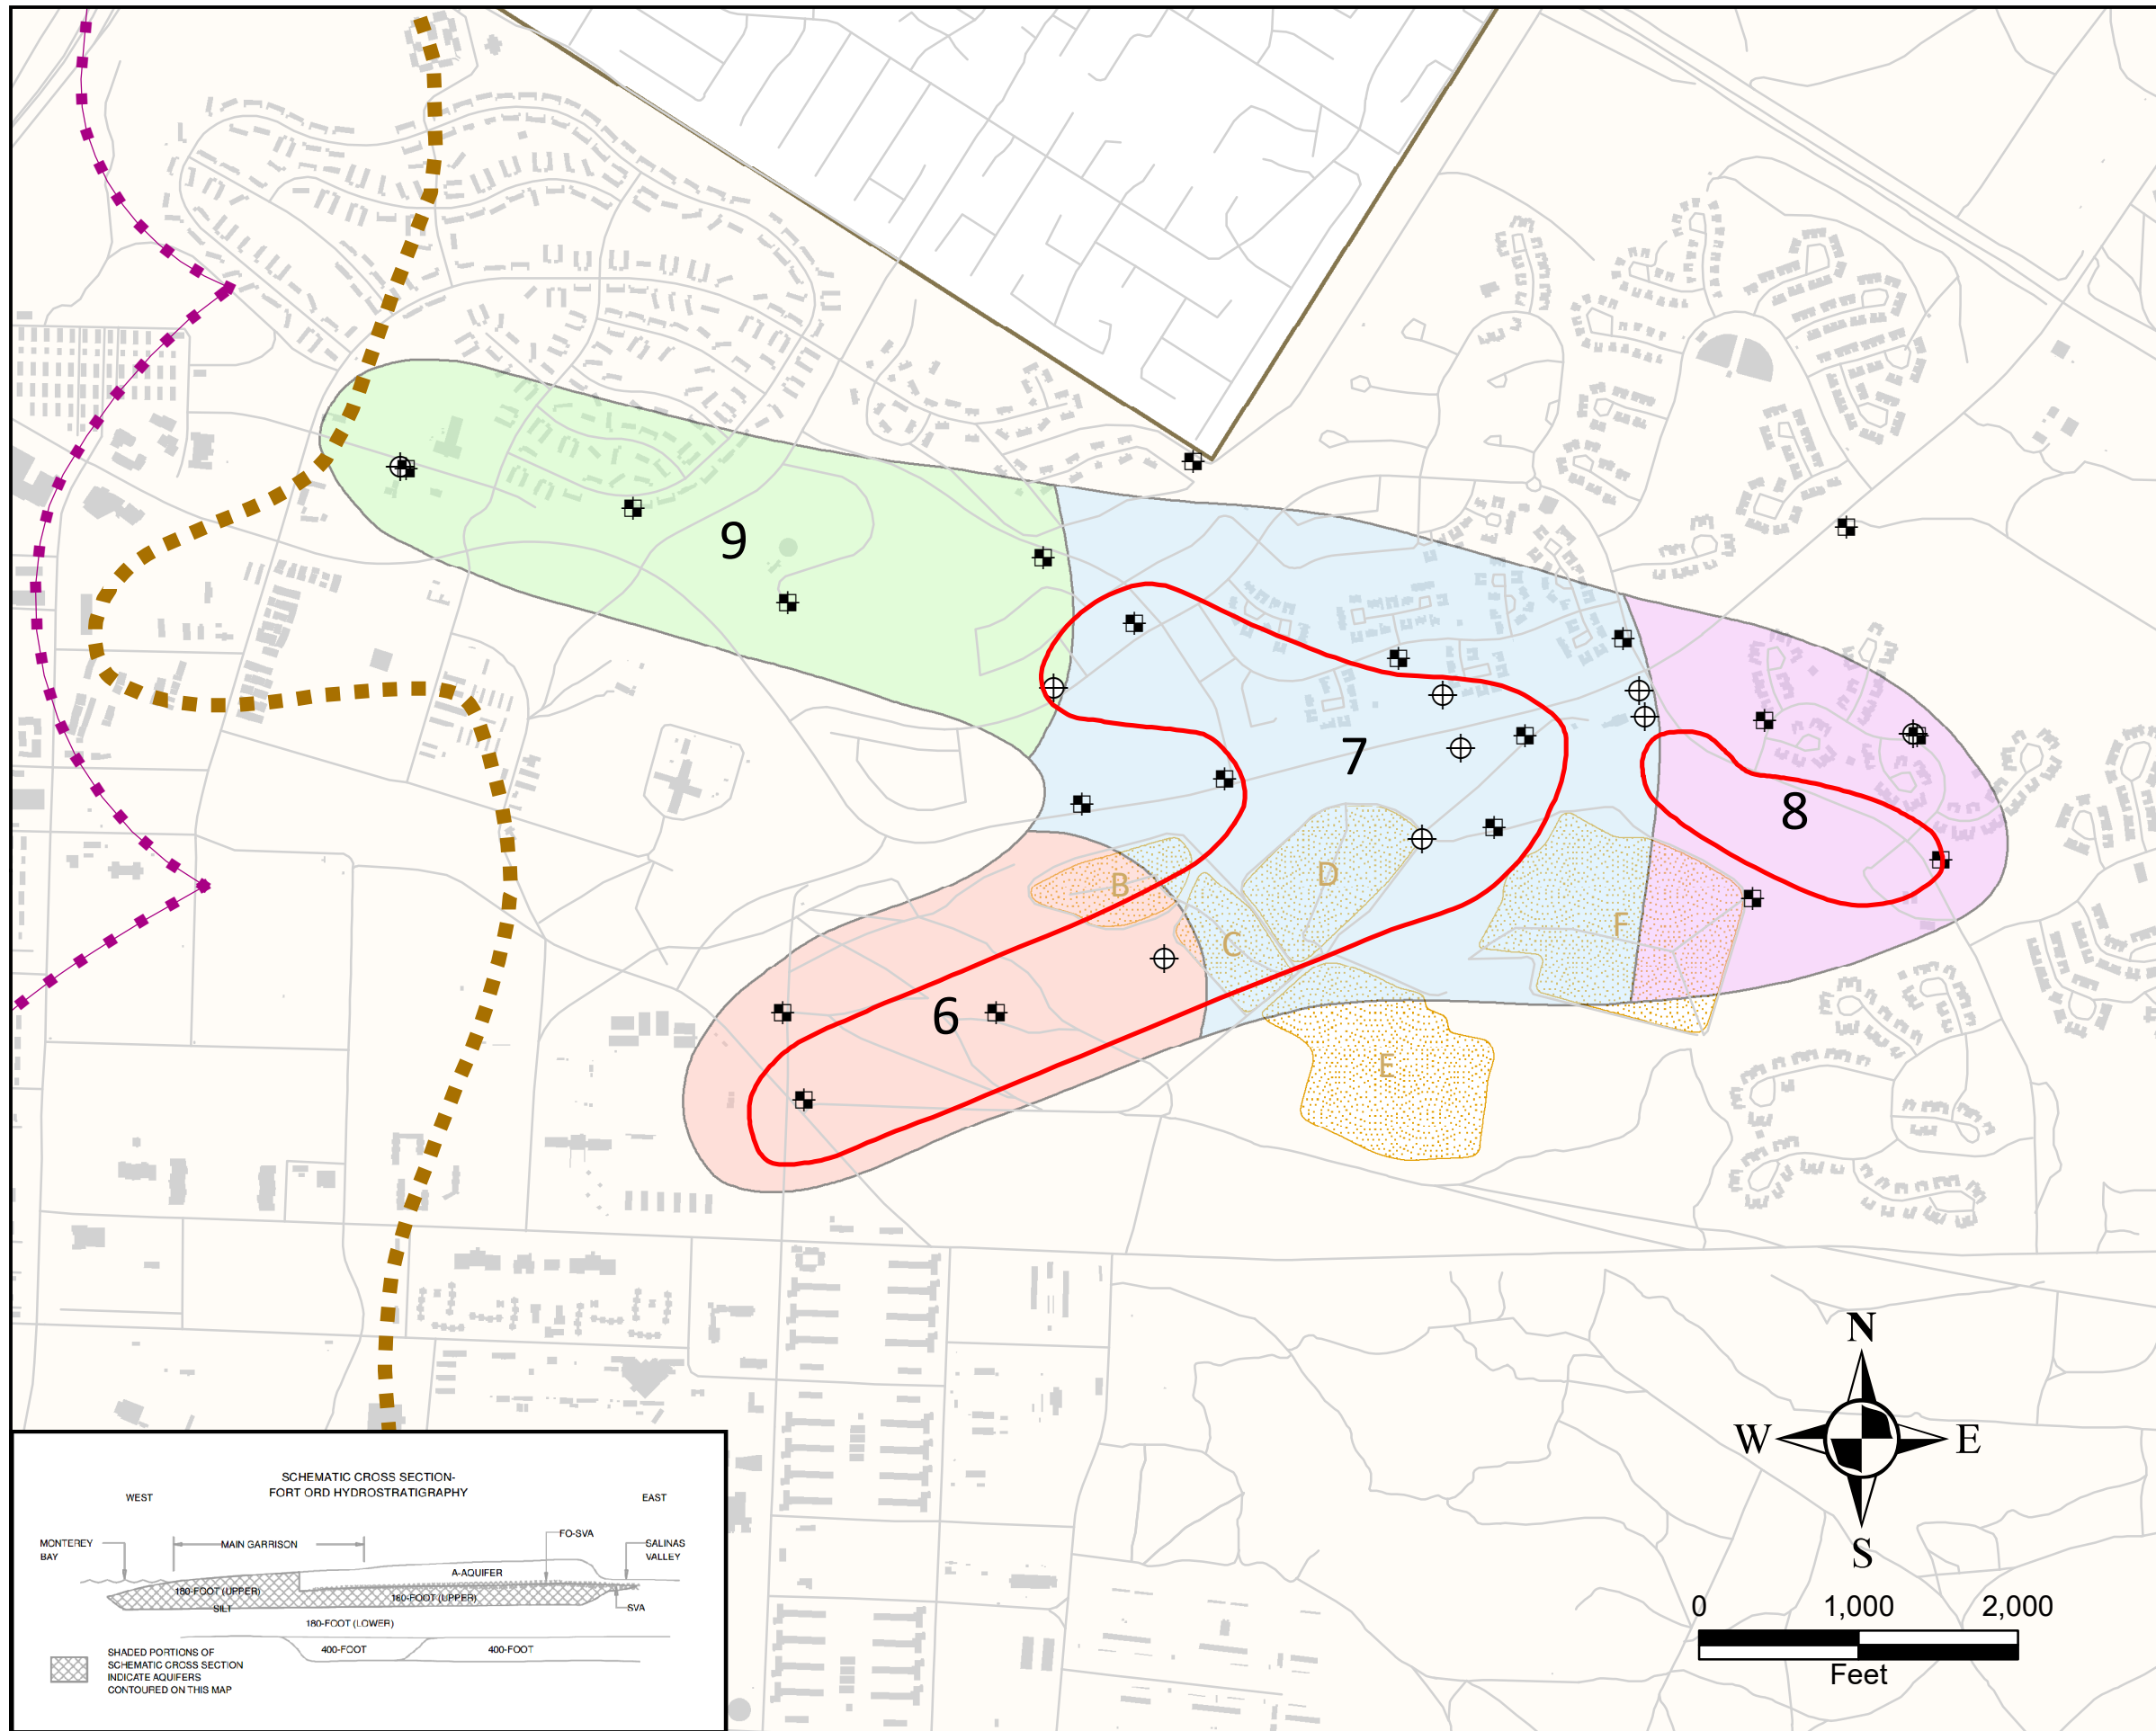 9
7
8
B
D
C
F
6
E
N
W E
S
0 1,000 2,000
Feet
SCHEMATIC CROSS SECTION-
FORT ORD HYDROSTRATIGRAPHY
WEST EAST
MONTEREY
BAY
MAIN GARRISON
FO-SVA
SALINAS
VALLEY
A-AQUIFER
180-FOOT (UPPER)
180-FOOT (UPPER)
SILT
SVA
180-FOOT (LOWER)
400-FOOT 400-FOOT
SHADED PORTIONS OF
SCHEMATIC CROSS SECTION
INDICATE AQUIFERS
CONTOURED ON THIS MAP